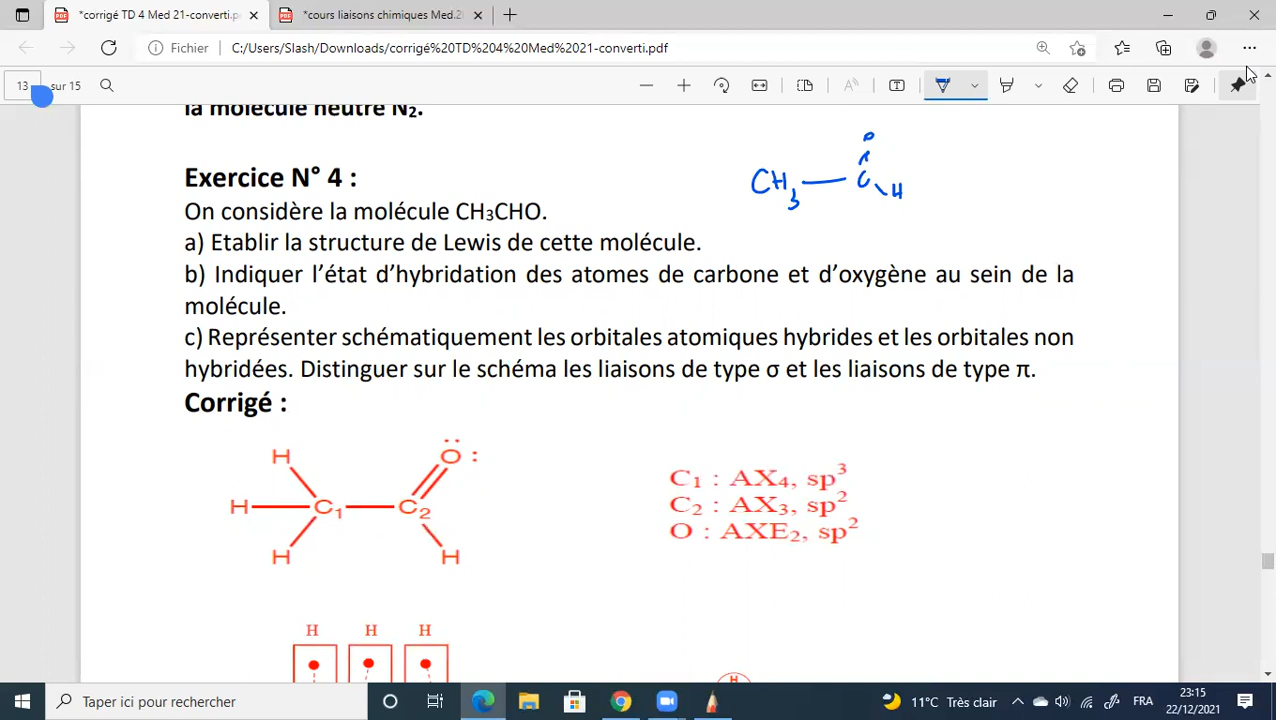 *corrigé TD 4 Med 21-converti.p
*cours liaisons chimiques Med.2
Fichier
C:/Users/Slash/Downloads/corrigé%20TD%204%20Med%2021-converti.pdf
13 sur 15
la molécule neutre N₂.
O
CH₃ — C
H
Exercice N° 4 :
On considère la molécule CH₃CHO.
a) Etablir la structure de Lewis de cette molécule.
b) Indiquer l’état d’hybridation des atomes de carbone et d’oxygène au sein de la
molécule.
c) Représenter schématiquement les orbitales atomiques hybrides et les orbitales non
hybridées. Distinguer sur le schéma les liaisons de type σ et les liaisons de type π.
Corrigé :
H O :
H C₁ C₂
H H
C₁ : AX₄, sp³
C₂ : AX₃, sp²
O : AXE₂, sp²
H H H
H
Taper ici pour rechercher
11°C Très clair
FRA
23:15
22/12/2021